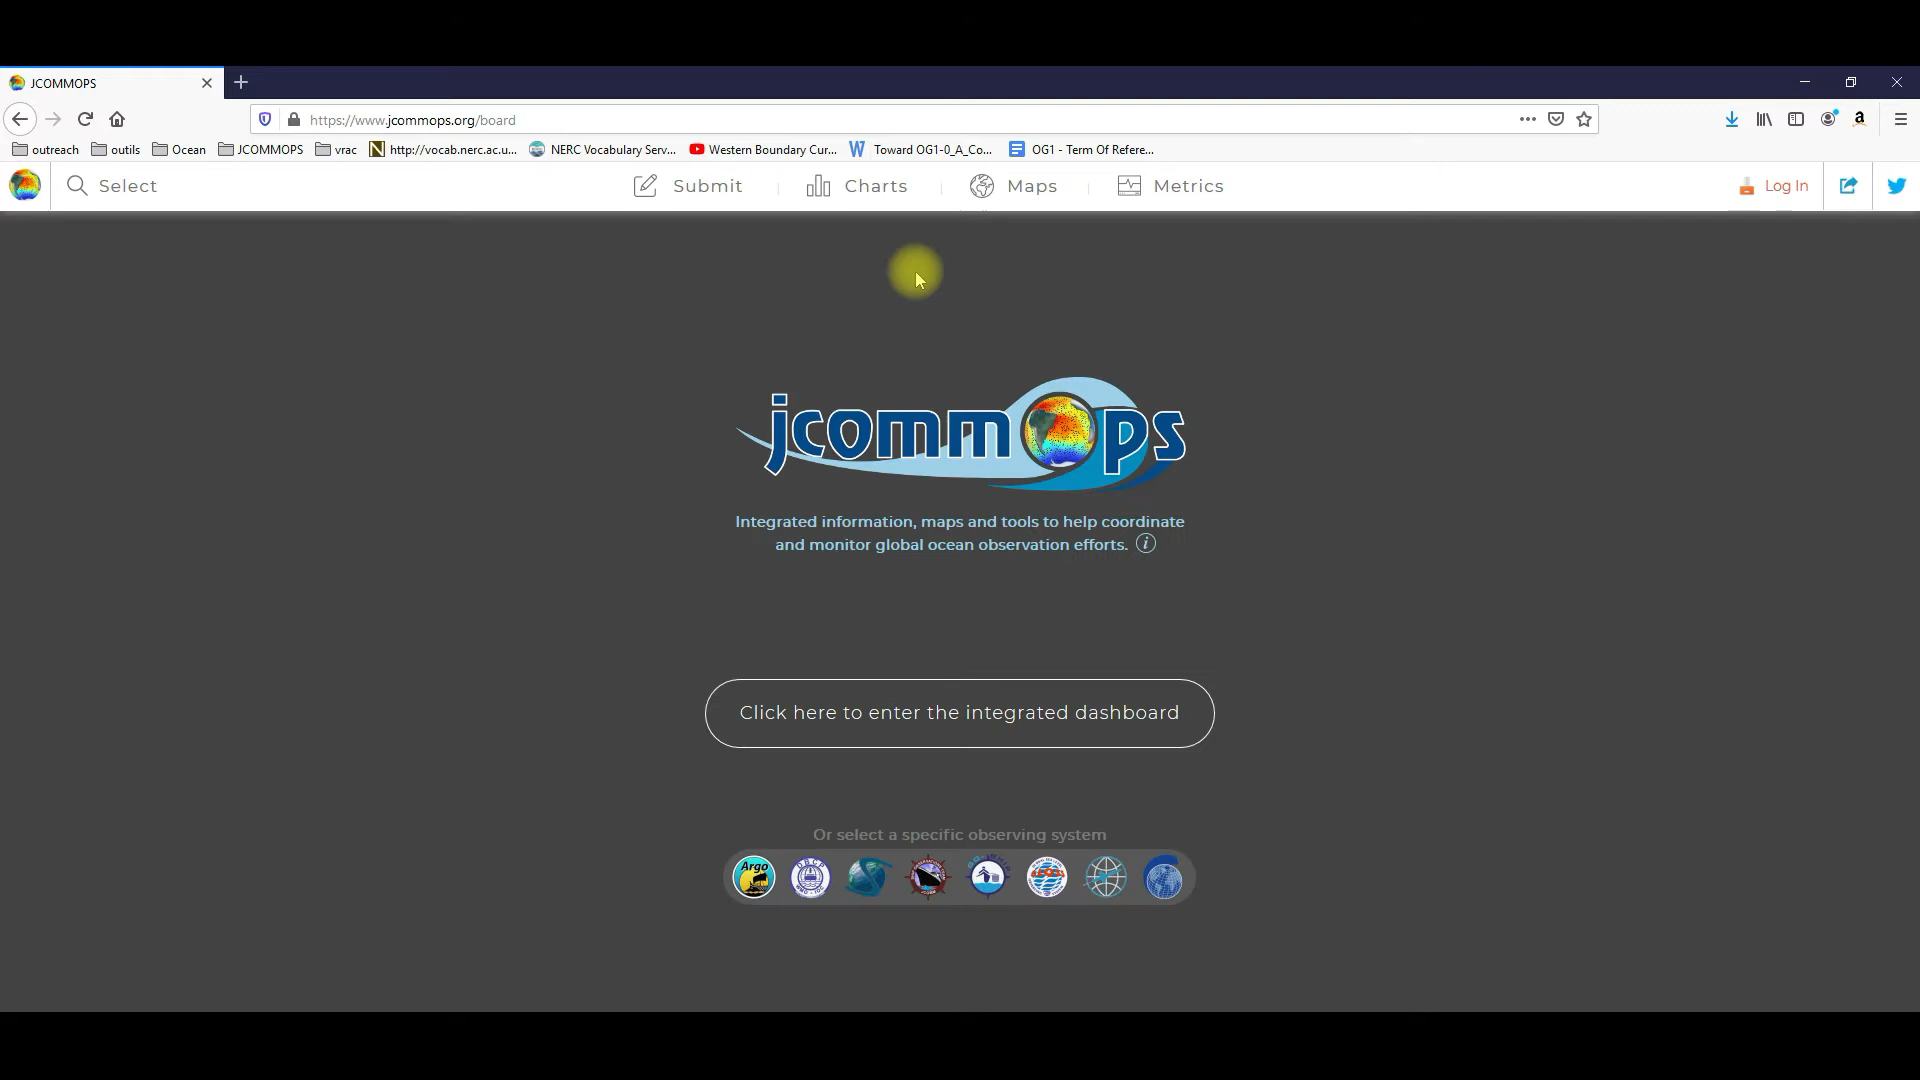 JCOMMOPS
https://www.jcommops.org/board
outreach outils Ocean JCOMMOPS vrac http://vocab.nerc.ac.u... NERC Vocabulary Serv... Western Boundary Cur... Toward OG1-0_A_Co... OG1 - Term Of Refere...
Select Submit Charts Maps Metrics Log In
jcommops
Integrated information, maps and tools to help coordinate
and monitor global ocean observation efforts. i
Click here to enter the integrated dashboard
Or select a specific observing system
Argo DBCP